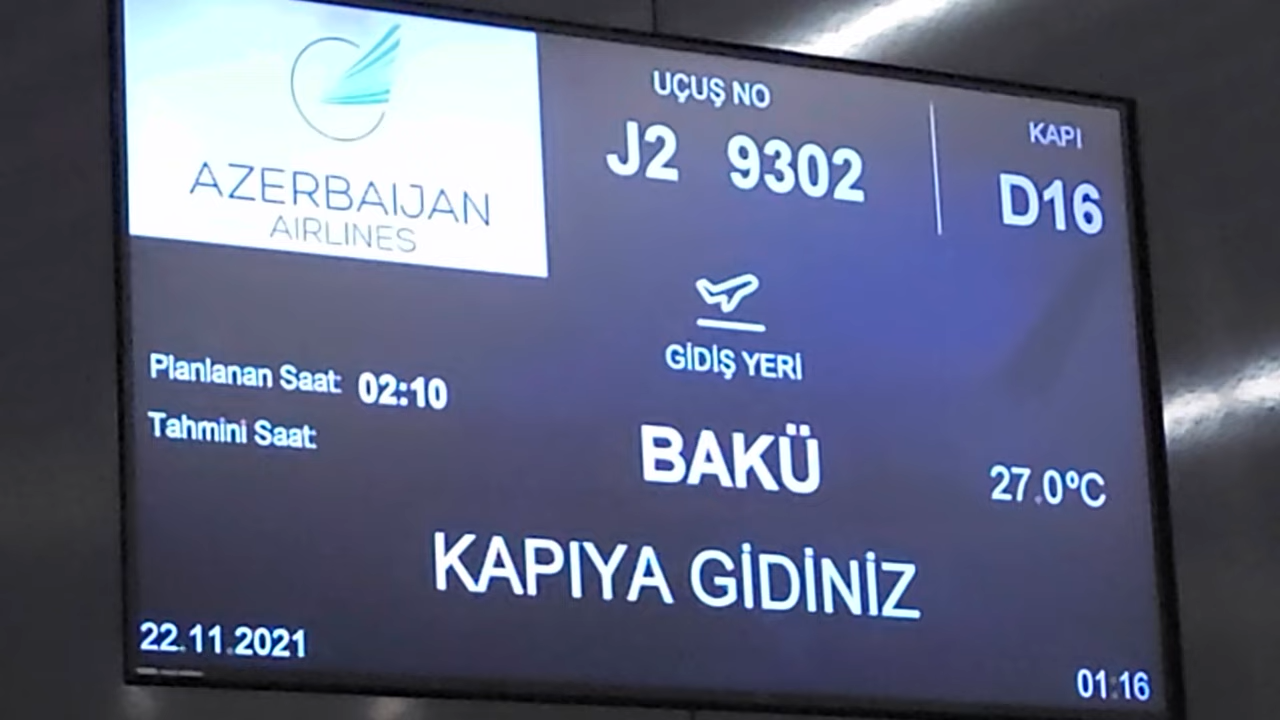 AZERBAIJAN
AIRLINES
UÇUŞ NO
J2 9302
KAPI
D16
GİDİŞ YERİ
Planlanan Saat: 02:10
Tahmini Saat:
BAKÜ
27.0°C
KAPIYA GİDİNİZ
22.11.2021
01:16